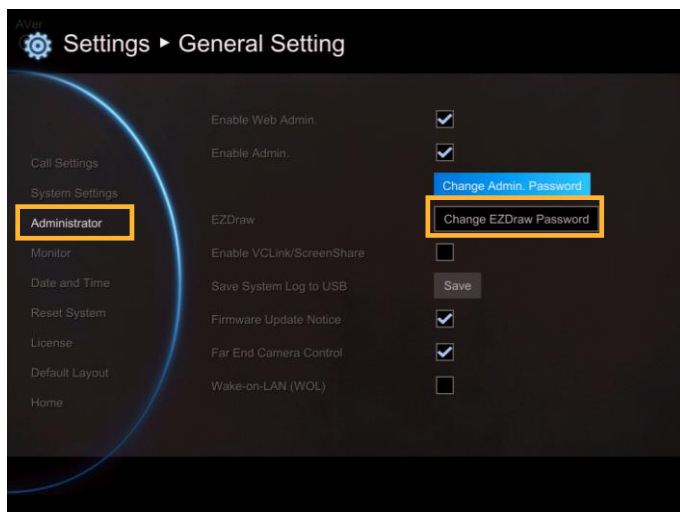 AVer
Settings ▸ General Setting
Enable Web Admin.
Enable Admin.
Call Settings
Change Admin. Password
System Settings
Administrator
EZDraw
Change EZDraw Password
Monitor
Enable VCLink/ScreenShare
Date and Time
Save System Log to USB
Save
Reset System
Firmware Update Notice
License
Far End Camera Control
Default Layout
Wake-on-LAN (WOL)
Home